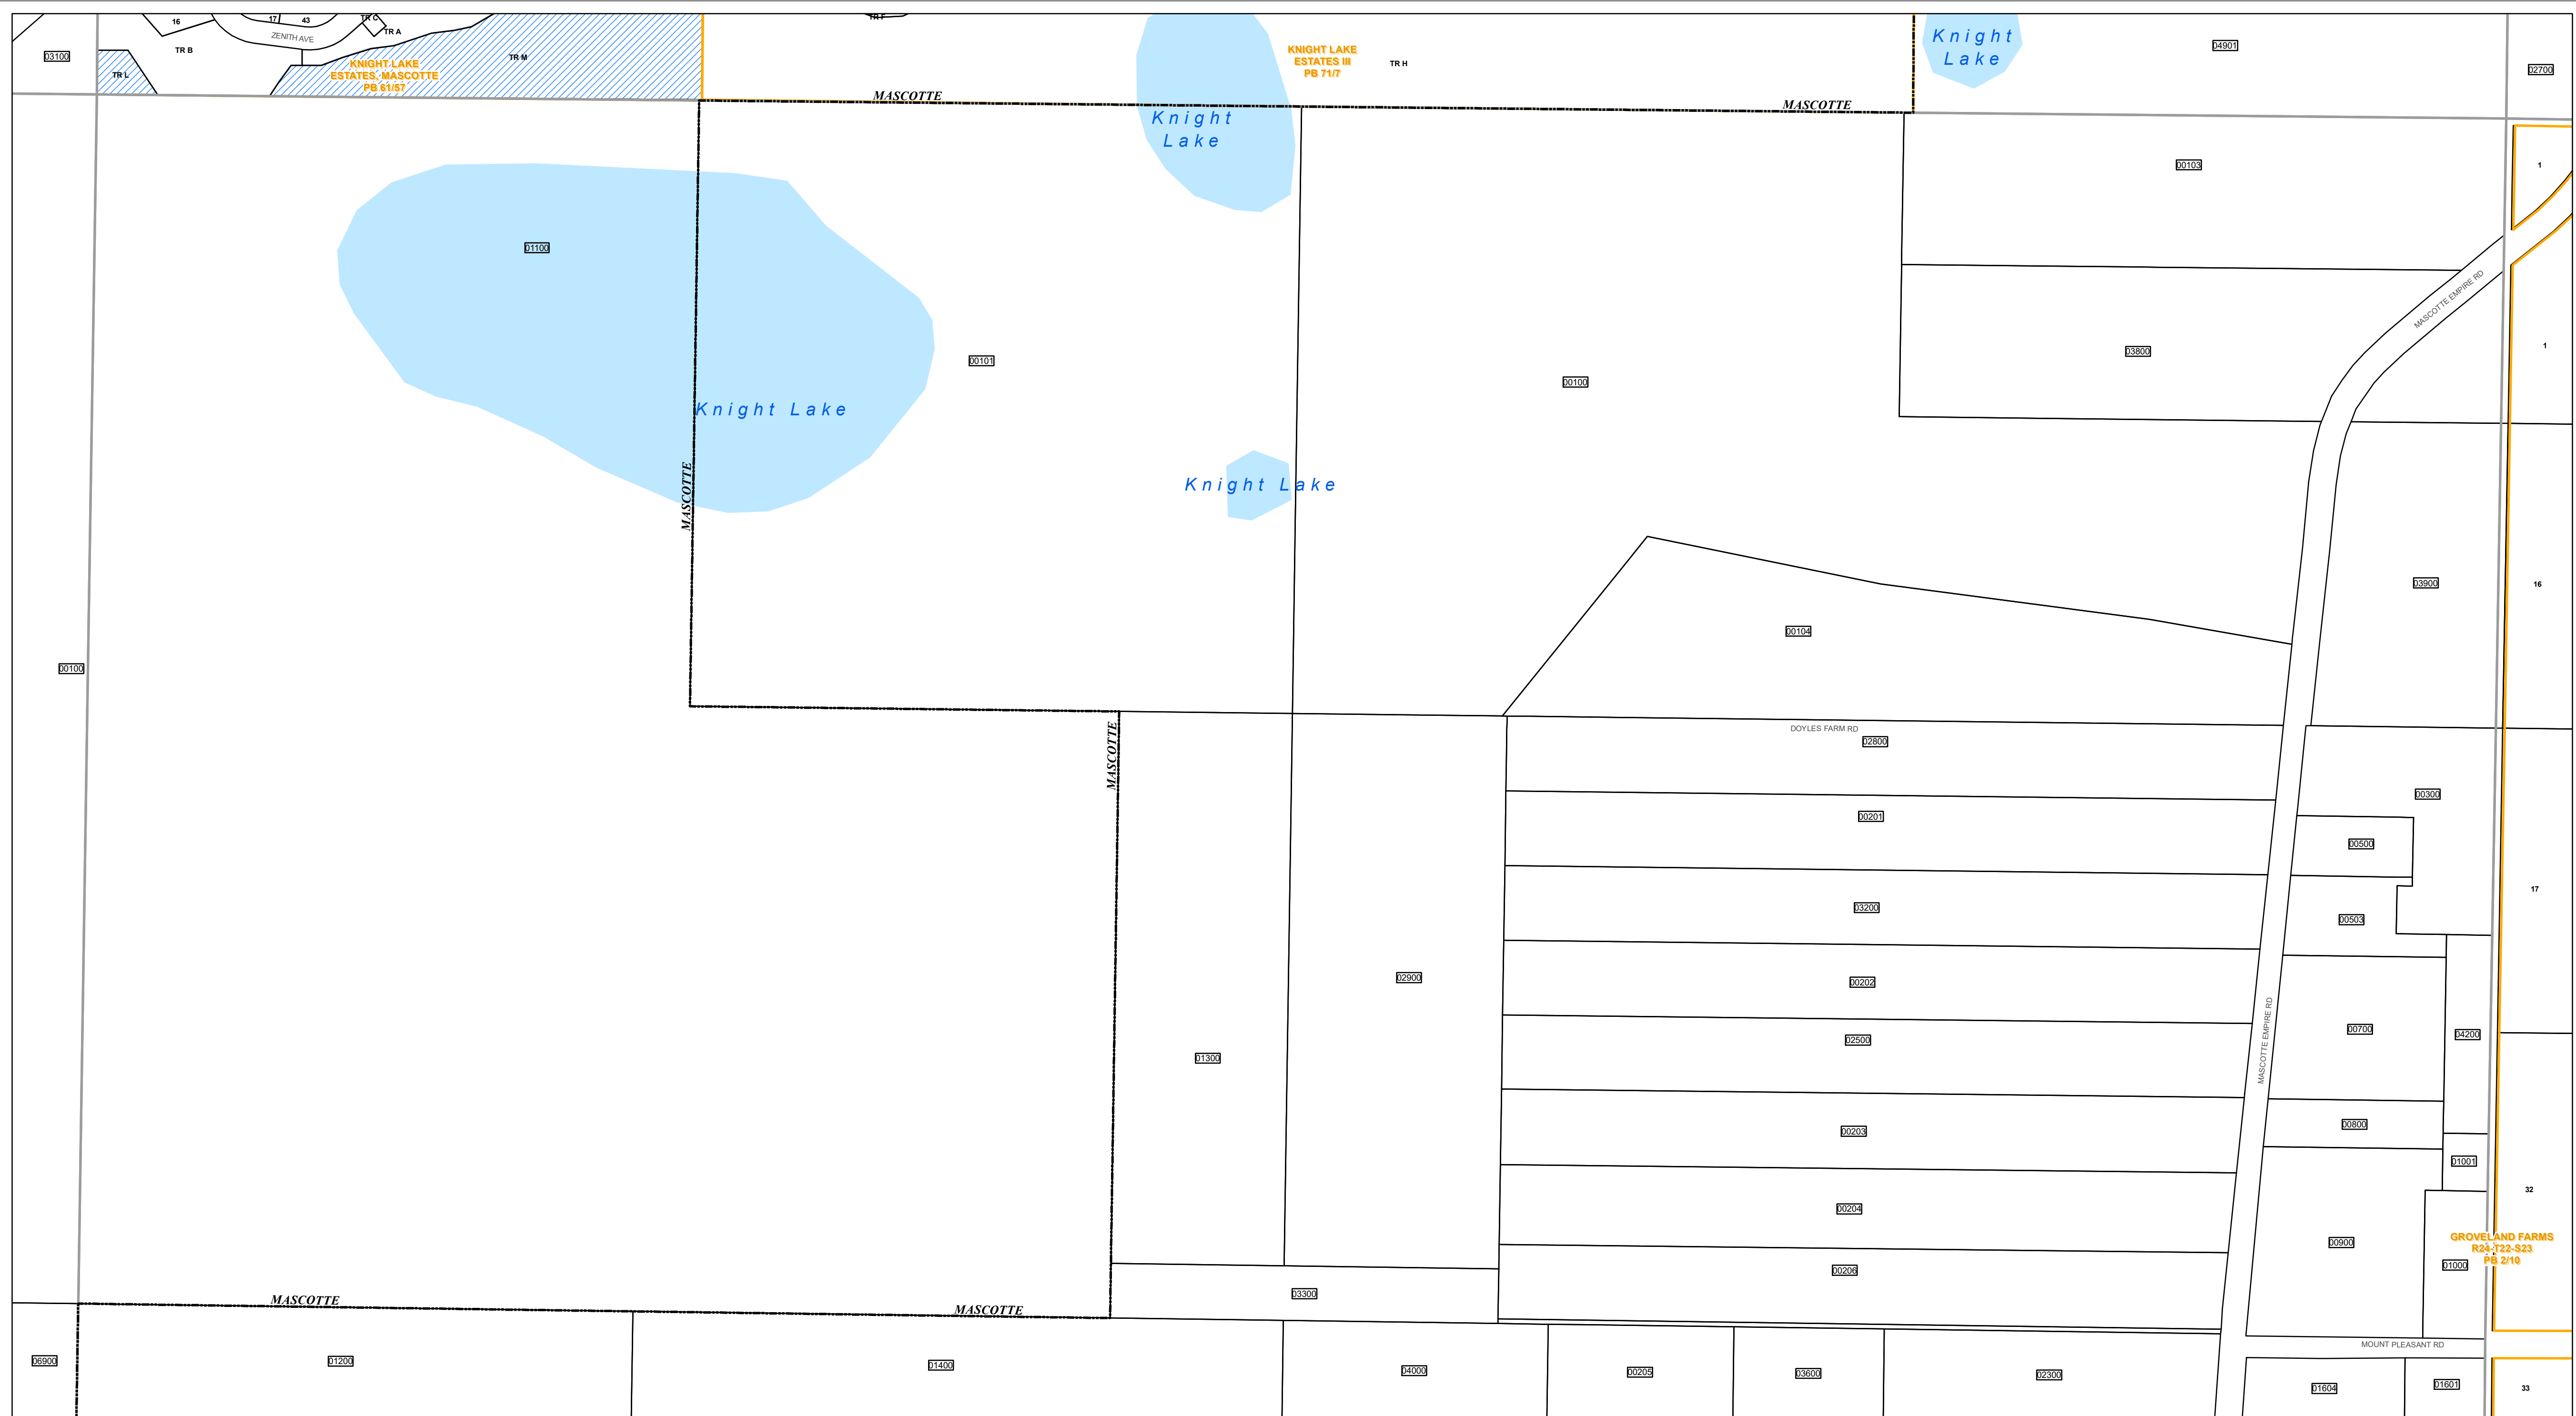 16
17
43
TR C
TR F
ZENITH AVE
TR A
TR B
03100
TR L
KNIGHT LAKE
ESTATES, MASCOTTE
PB 61/57
TR M
KNIGHT LAKE
ESTATES III
PB 71/7
TR H
Knight
Lake
04901
02700
MASCOTTE
MASCOTTE
Knight
Lake
00103
1
01100
MASCOTTE EMPIRE RD
03800
1
00101
00100
Knight Lake
MASCOTTE
Knight Lake
03900
16
00104
00100
MASCOTTE
DOYLES FARM RD
02800
00300
00201
00500
17
03200
00503
02900
00202
MASCOTTE EMPIRE RD
00700
04200
02500
01300
00203
00800
01001
32
00204
00900
GROVELAND FARMS
R24-T22-S23
PB 2/10
01000
00206
03300
MASCOTTE
MASCOTTE
MOUNT PLEASANT RD
06900
01200
01400
04000
00205
03600
02300
01604
01601
33